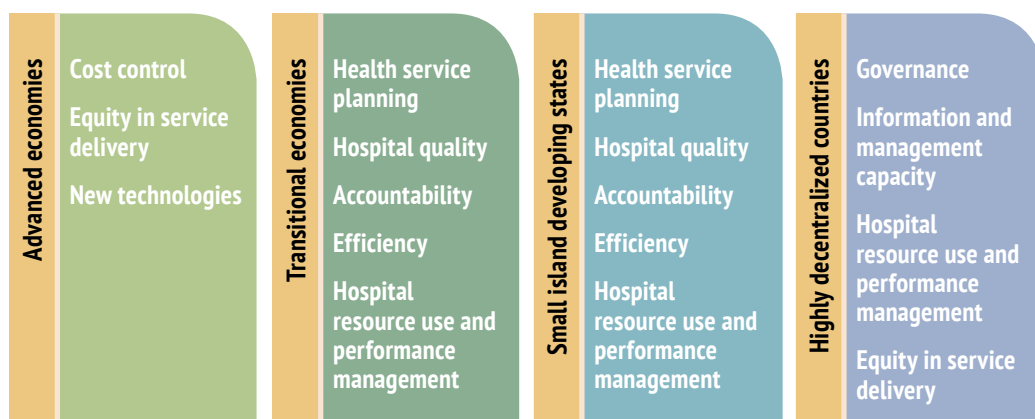 Advanced economies
Cost control
Equity in service
delivery
New technologies
Transitional economies
Health service
planning
Hospital quality
Accountability
Efficiency
Hospital
resource use and
performance
management
Small island developing states
Health service
planning
Hospital quality
Accountability
Efficiency
Hospital
resource use and
performance
management
Highly decentralized countries
Governance
Information and
management
capacity
Hospital
resource use and
performance
management
Equity in service
delivery